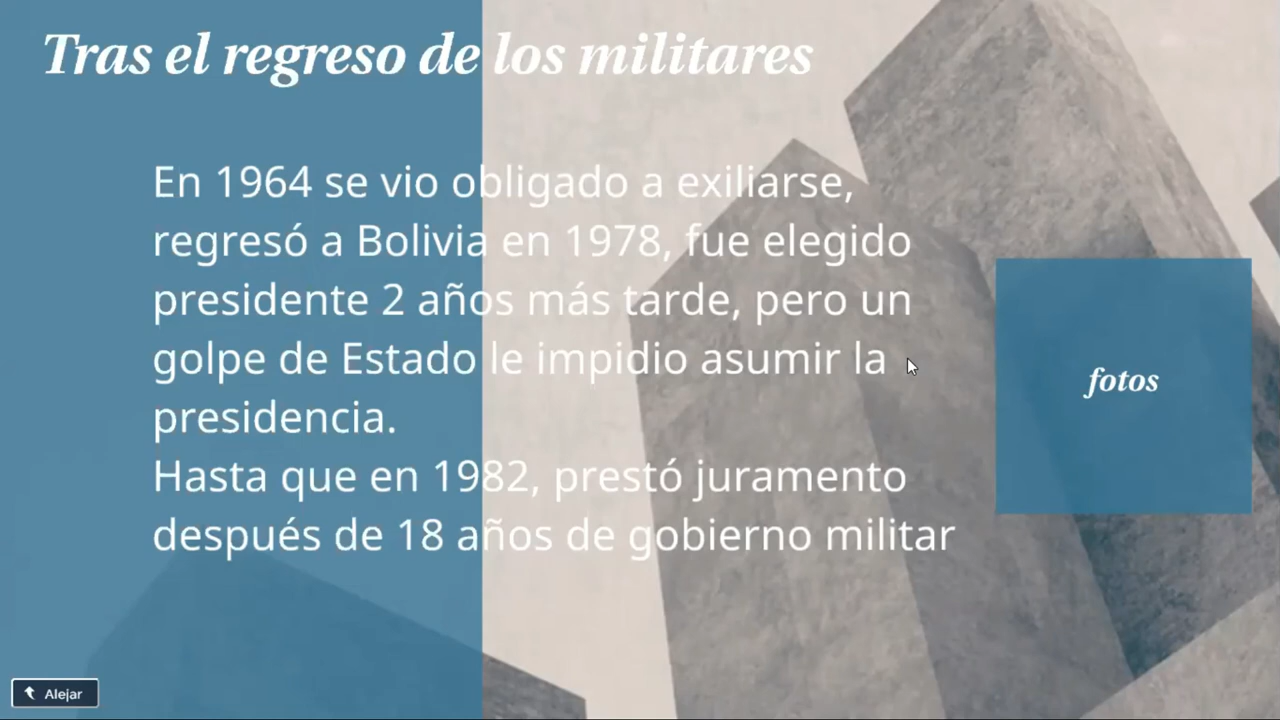 Tras el regreso de los militares
En 1964 se vio obligado a exiliarse,
regresó a Bolivia en 1978, fue elegido
presidente 2 años más tarde, pero un
golpe de Estado le impidio asumir la
presidencia.
Hasta que en 1982, prestó juramento
después de 18 años de gobierno militar
fotos
Alejar